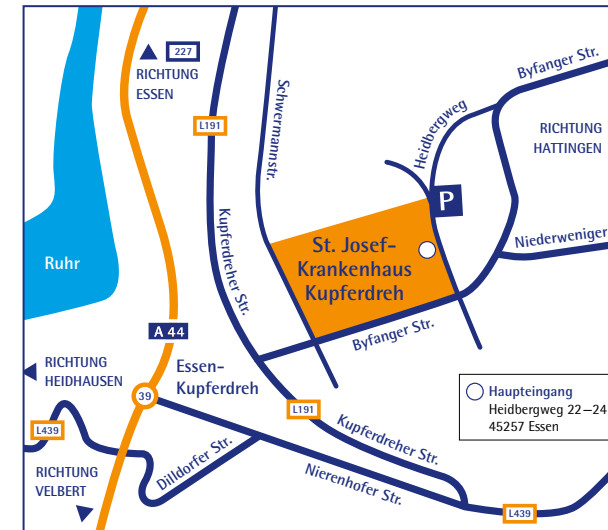 227
RICHTUNG
ESSEN
Byfanger Str.
Schwermannstr.
Heidbergweg
L191
RICHTUNG
HATTINGEN
P
Kupferdreher Str.
St. Josef-
Krankenhaus
Kupferdreh
Niederweniger
Ruhr
A 44
Byfanger Str.
RICHTUNG
HEIDHAUSEN
Essen-
Kupferdreh
39
Haupteingang
Heidbergweg 22–24
45257 Essen
L191
L439
Kupferdreher Str.
Dilldorfer Str.
Nierenhofer Str.
RICHTUNG
VELBERT
L439